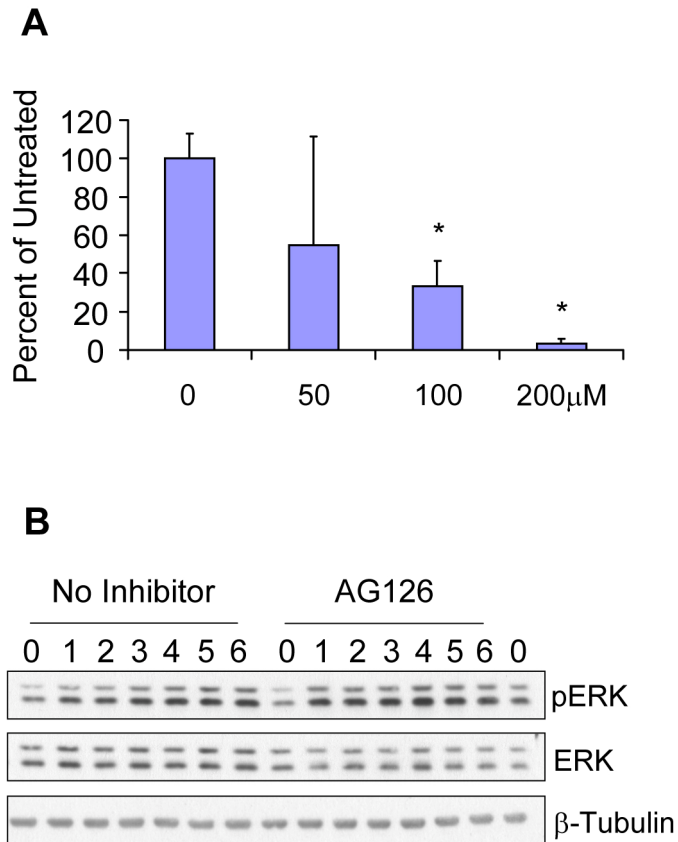 A
Percent of Untreated
120
100
80
60
40
20
0
*
*
0 50 100 200μM
B
No Inhibitor AG126
0 1 2 3 4 5 6 0 1 2 3 4 5 6 0
pERK
ERK
β-Tubulin